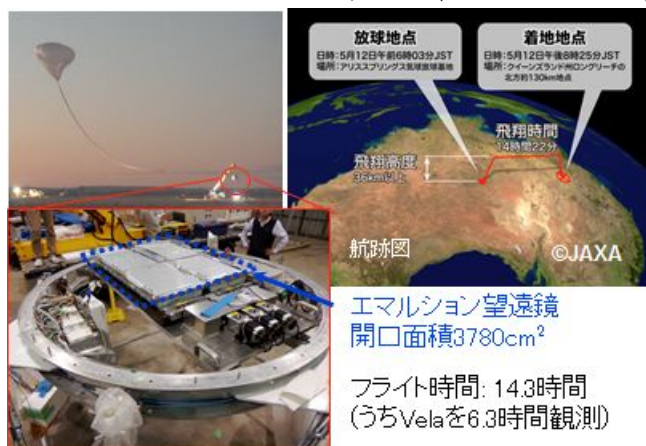 放球地点
日時:5月12日午前6時03分JST
場所:アリススプリングス気球放球基地
着地地点
日時:5月12日午後8時25分JST
場所:クイーンズランド州ロングリーチの
北方約130km地点
飛翔時間
14時間22分
飛翔高度
36km以上
航跡図
©JAXA
エマルション望遠鏡
開口面積3780cm²
フライト時間: 14.3時間
(うちVelaを6.3時間観測)